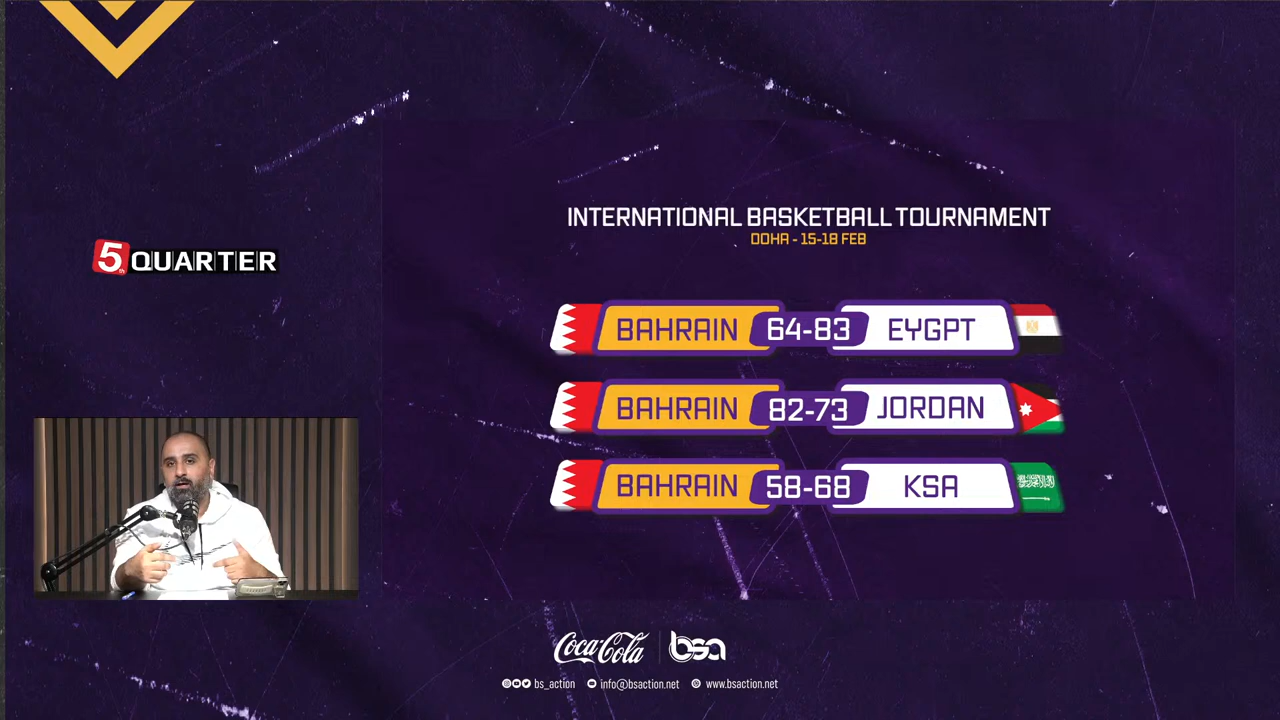 INTERNATIONAL BASKETBALL TOURNAMENT
DOHA - 15-18 FEB
5th QUARTER
BAHRAIN 64-83 EYGPT
BAHRAIN 82-73 JORDAN
BAHRAIN 58-68 KSA
Coca-Cola bsa
bs_action info@bsaction.net www.bsaction.net